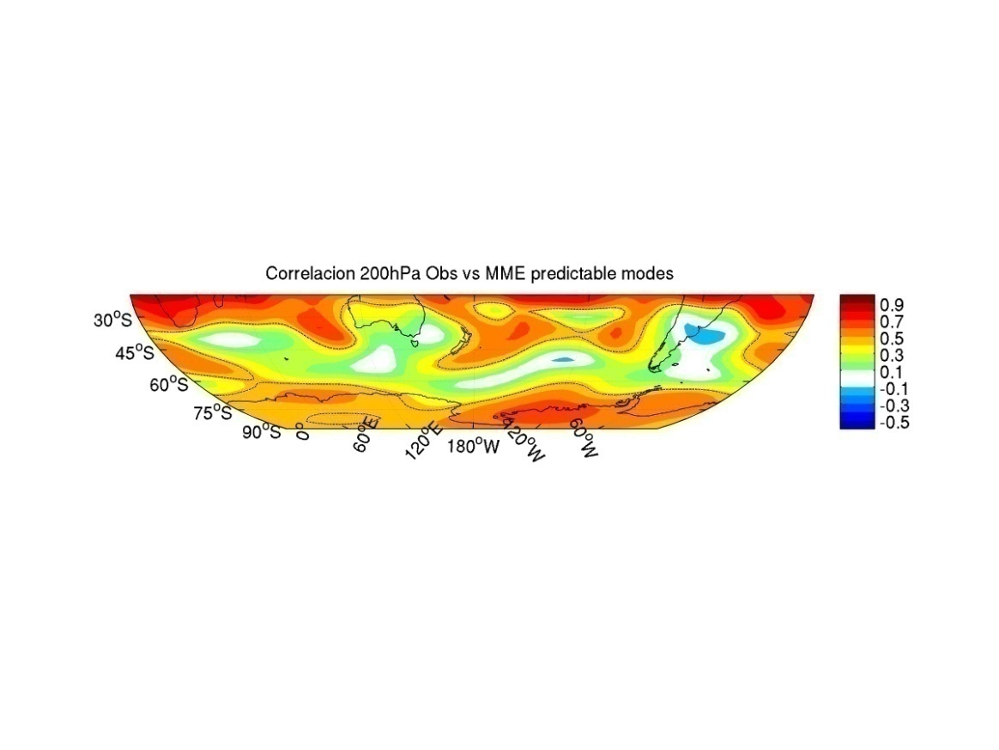 Correlacion 200hPa Obs vs MME predictable modes
30°S
45°S
60°S
75°S
90°S
0°
60°E
120°E
180°W
120°W
60°W
0.9
0.7
0.5
0.3
0.1
-0.1
-0.3
-0.5